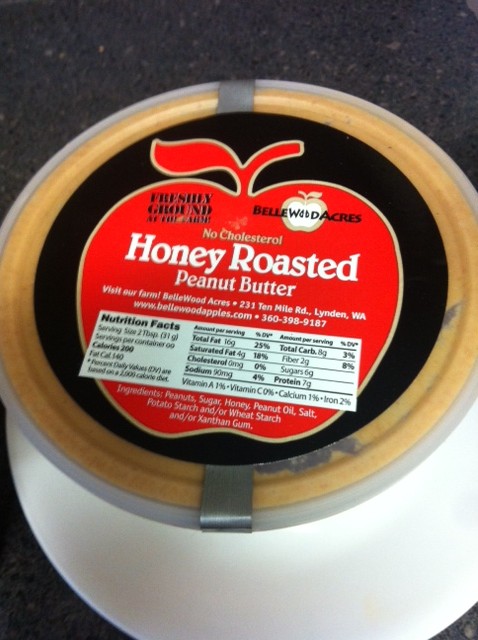 FRESHLY
GROUND
AT THE FARM!
BELLEWOODACRES
No Cholesterol
Honey Roasted
Peanut Butter
Visit our farm! BelleWood Acres • 231 Ten Mile Rd., Lynden, WA
www.bellewoodapples.com • 360-398-9187
Nutrition Facts
Serving Size 2 Tbsp. (31 g)
Servings per container 00
Calories 200
Fat Cal. 140
* Percent Daily Values (DV) are
based on a 2,000 calorie diet.
Amount per serving % DV*
Total Fat 16g 25%
Saturated Fat 4g 18%
Cholesterol 0mg 0%
Sodium 90mg 4%
Amount per serving % DV*
Total Carb. 8g 3%
Fiber 2g 8%
Sugars 6g
Protein 7g
Vitamin A 1% • Vitamin C 0% • Calcium 1% • Iron 2%
Ingredients: Peanuts, Sugar, Honey, Peanut Oil, Salt,
Potato Starch and/or Wheat Starch
and/or Xanthan Gum.